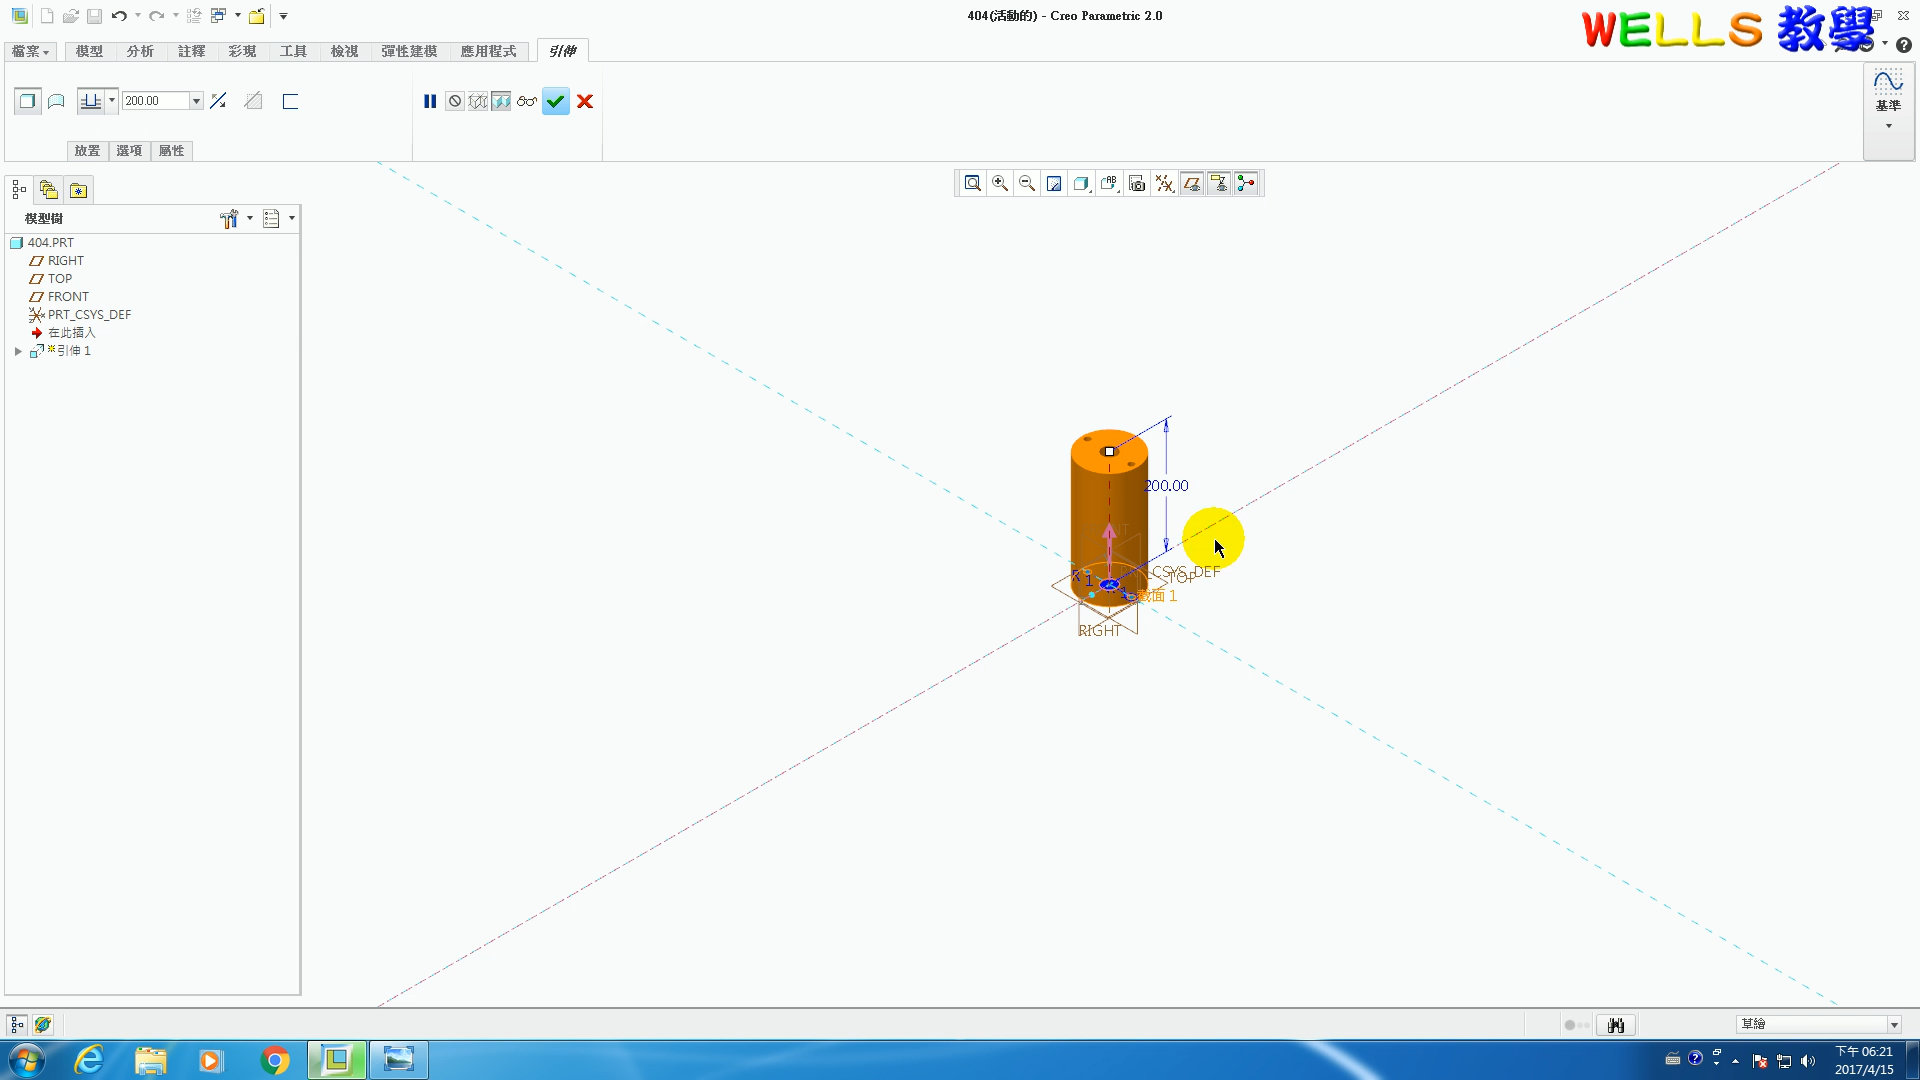 404(活動的) - Creo Parametric 2.0
WELLS 教學
檔案 模型 分析 註釋 彩現 工具 檢視 彈性建模 應用程式 引伸
200.00
基準
放置 選項 屬性
模型樹
404.PRT
RIGHT
TOP
FRONT
PRT_CSYS_DEF
在此插入
引伸 1
200.00
CSYS_DEF
TOP
截面 1
RIGHT
草繪
下午 06:21
2017/4/15